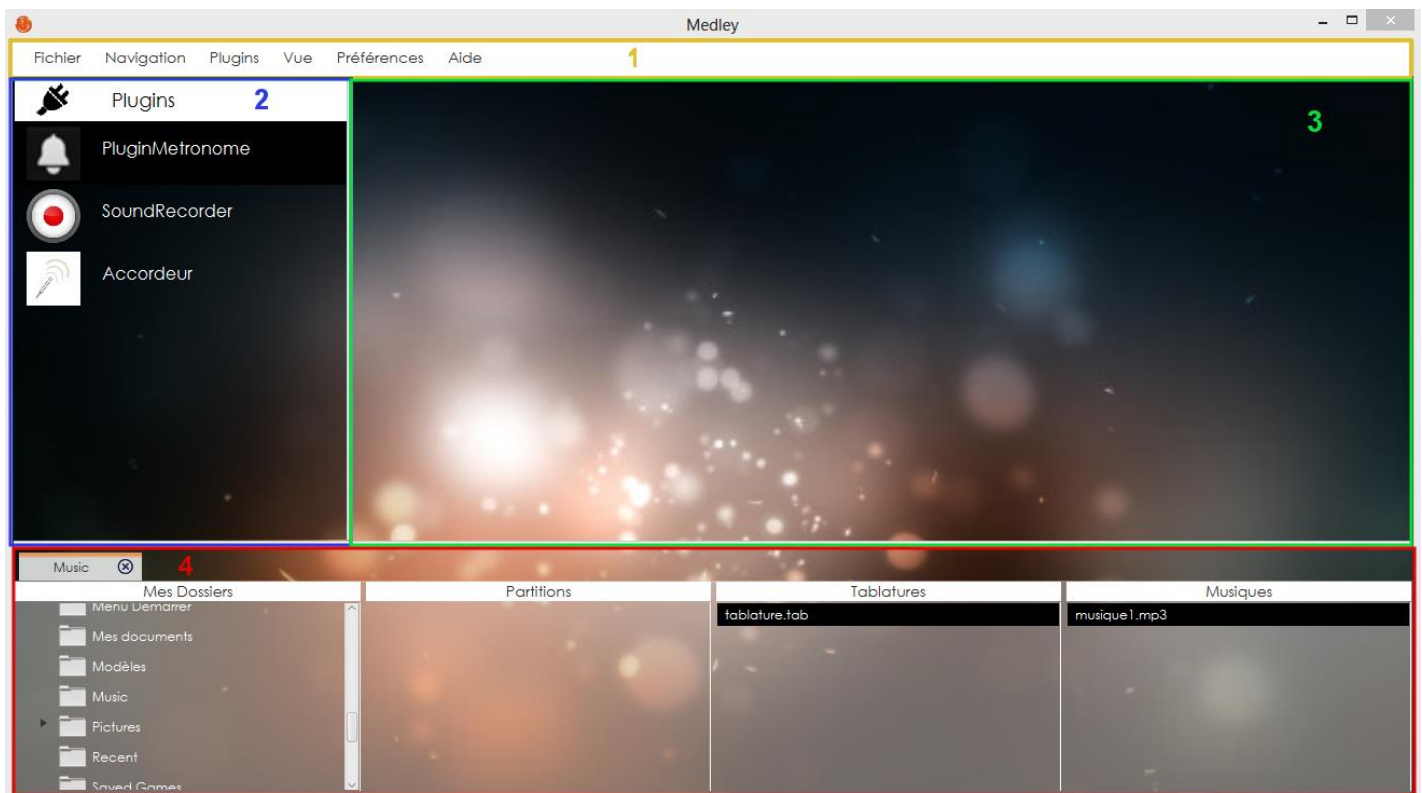 Medley
Fichier Navigation Plugins Vue Préférences Aide 1
Plugins 2
3
PluginMetronome
SoundRecorder
Accordeur
Music 4
Mes Dossiers Partitions Tablatures Musiques
Menu Démarrer
tablature.tab musique1.mp3
Mes documents
Modèles
Music
Pictures
Recent
Saved Games